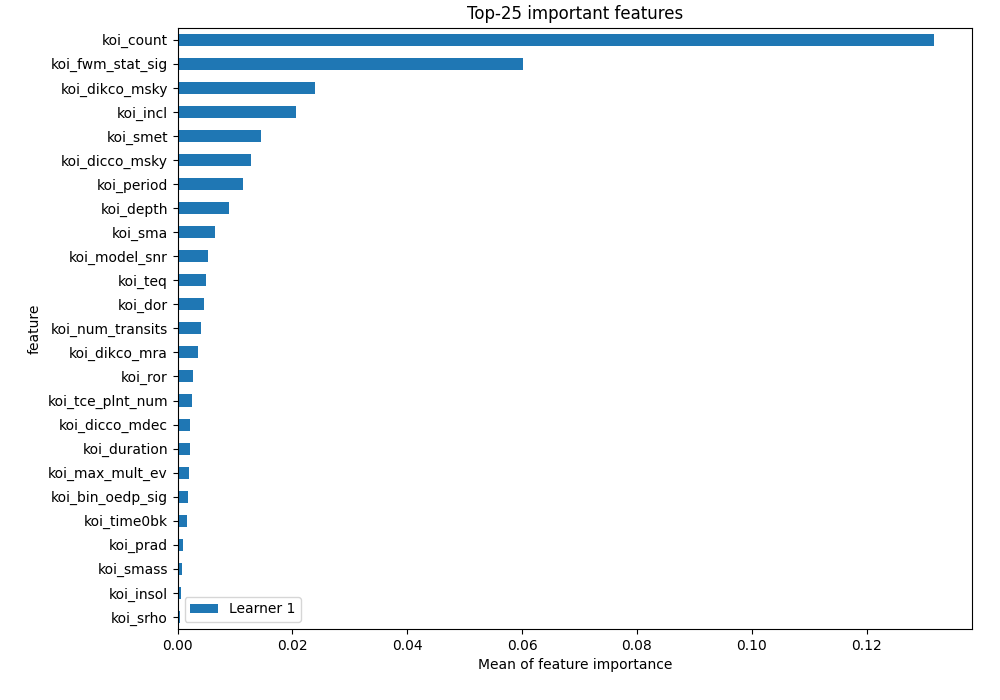 Top-25 important features
feature
koi_count
koi_fwm_stat_sig
koi_dikco_msky
koi_incl
koi_smet
koi_dicco_msky
koi_period
koi_depth
koi_sma
koi_model_snr
koi_teq
koi_dor
koi_num_transits
koi_dikco_mra
koi_ror
koi_tce_plnt_num
koi_dicco_mdec
koi_duration
koi_max_mult_ev
koi_bin_oedp_sig
koi_time0bk
koi_prad
koi_smass
koi_insol
koi_srho
Learner 1
0.00 0.02 0.04 0.06 0.08 0.10 0.12
Mean of feature importance